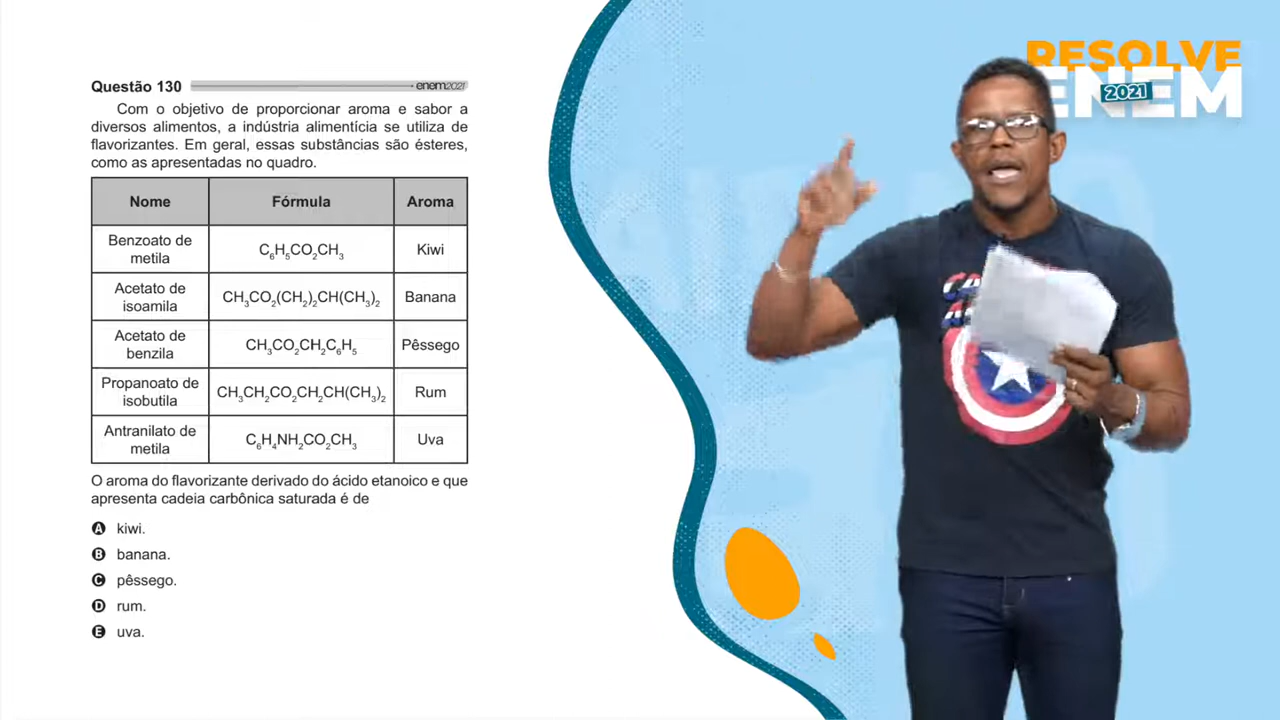 Questão 130
enem2021
Com o objetivo de proporcionar aroma e sabor a
diversos alimentos, a indústria alimentícia se utiliza de
flavorizantes. Em geral, essas substâncias são ésteres,
como as apresentadas no quadro.
Nome Fórmula Aroma
Benzoato de metila C₆H₅CO₂CH₃ Kiwi
Acetato de isoamila CH₃CO₂(CH₂)₂CH(CH₃)₂ Banana
Acetato de benzila CH₃CO₂CH₂C₆H₅ Pêssego
Propanoato de isobutila CH₃CH₂CO₂CH₂CH(CH₃)₂ Rum
Antranilato de metila C₆H₄NH₂CO₂CH₃ Uva
O aroma do flavorizante derivado do ácido etanoico e que
apresenta cadeia carbônica saturada é de
A kiwi.
B banana.
C pêssego.
D rum.
E uva.
RESOLVE
ENEM
2021